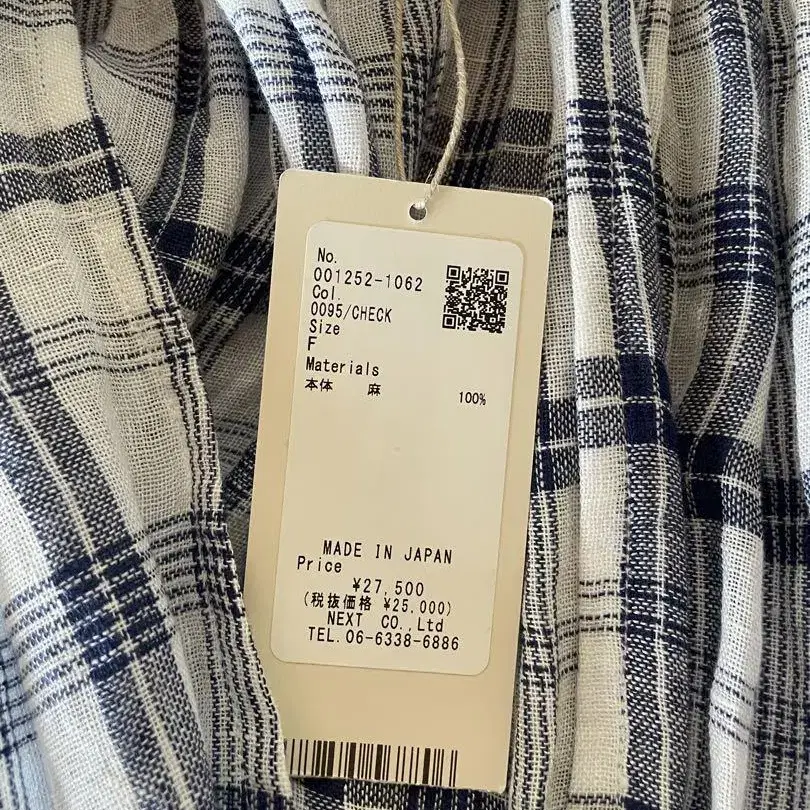 No.
001252-1062
Col.
0095/CHECK
Size
F
Materials
本体 麻 100%
MADE IN JAPAN
Price
¥27,500
(税抜価格 ¥25,000)
NEXT CO.,Ltd
TEL.06-6338-6886